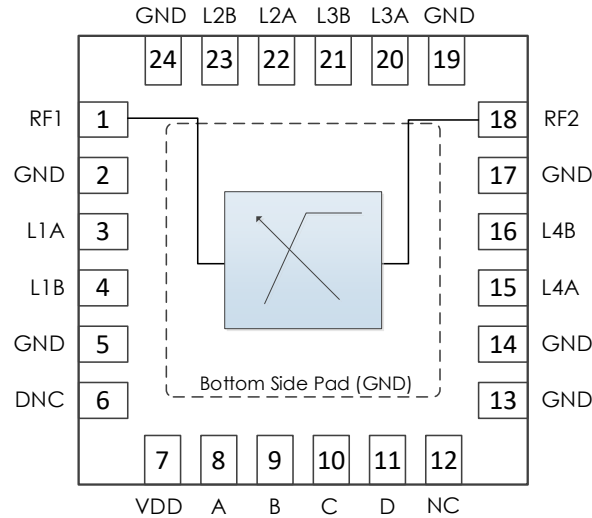 GND L2B L2A L3B L3A GND
24 23 22 21 20 19
RF1 1 18 RF2
GND 2 17 GND
L1A 3 16 L4B
L1B 4 15 L4A
GND 5 14 GND
Bottom Side Pad (GND)
DNC 6 13 GND
7 8 9 10 11 12
VDD A B C D NC